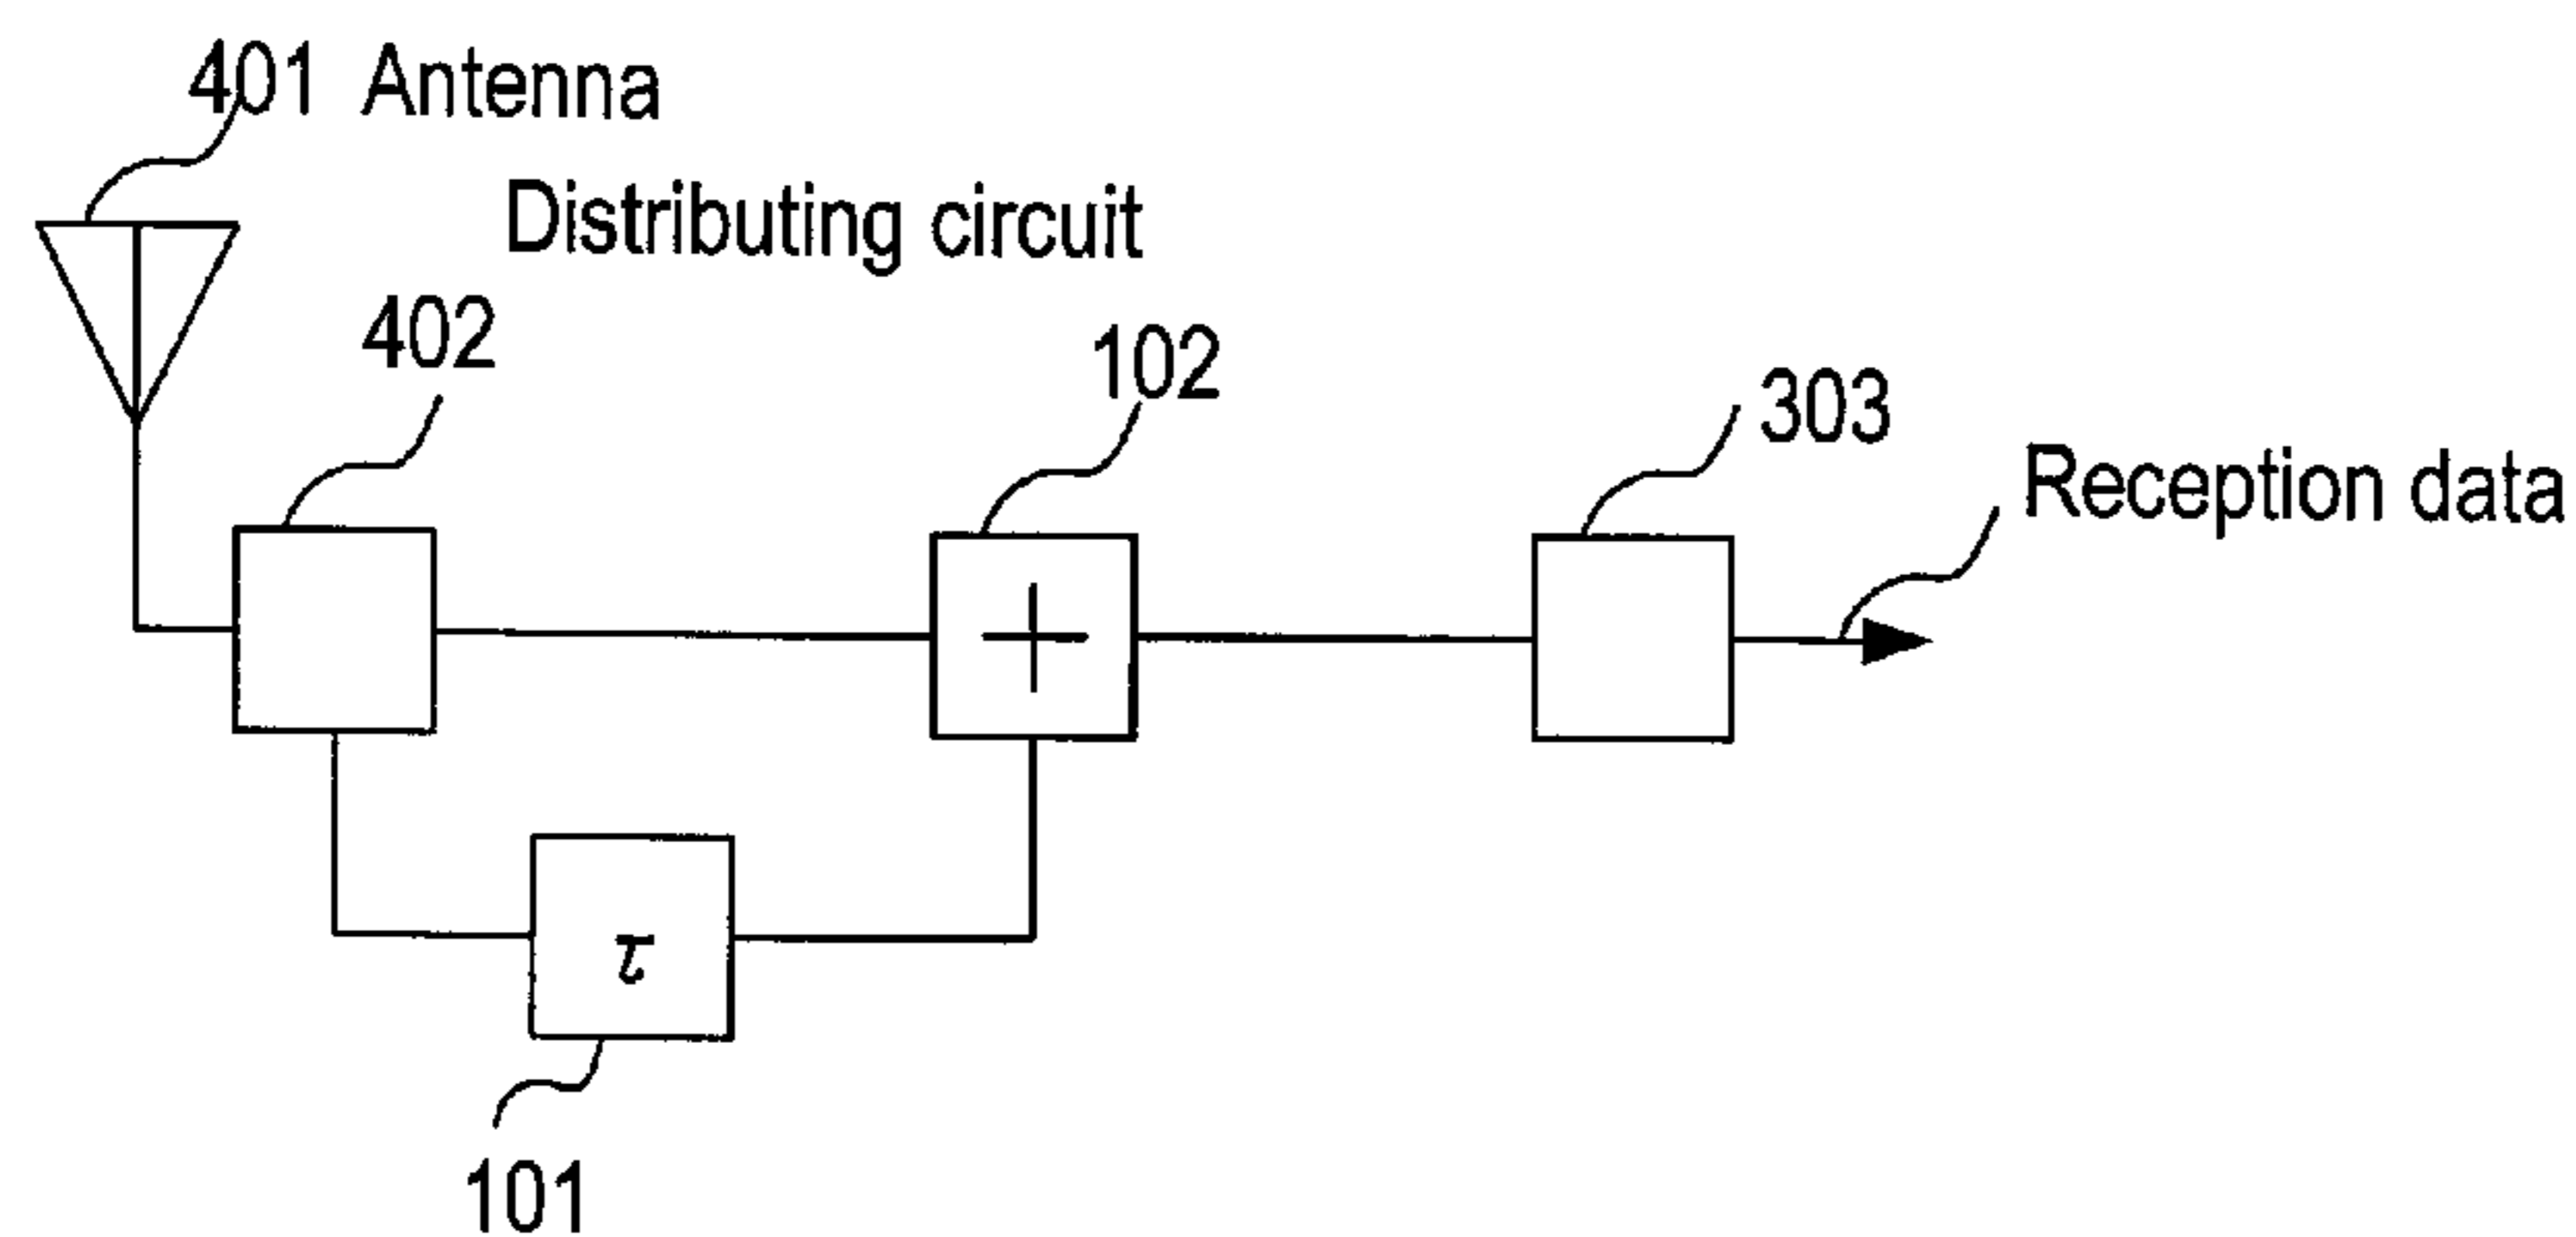 401 Antenna
Distributing circuit
402
102
303
Reception data
+
τ
101